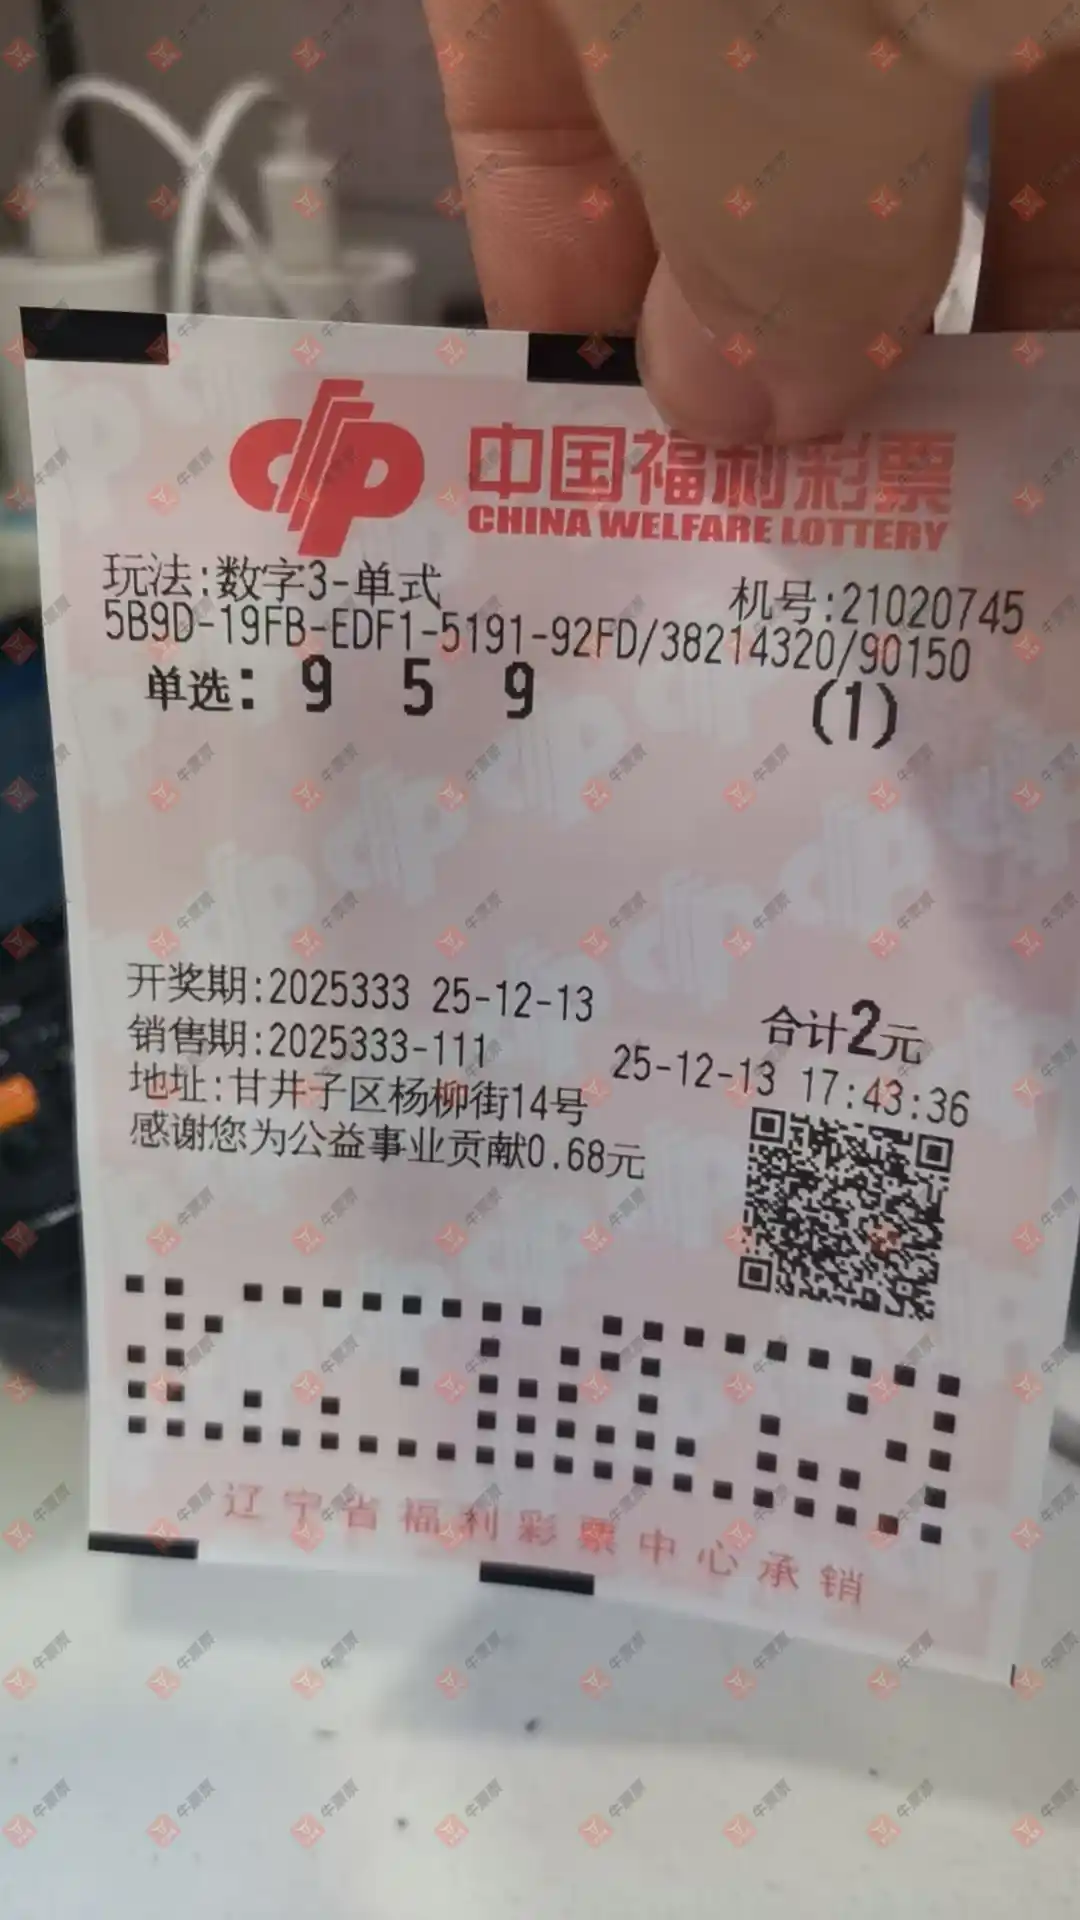 中国福利彩票
CHINA WELFARE LOTTERY
玩法:数字3-单式
机号:21020745
5B9D-19FB-EDF1-5191-92FD/38214320/90150
单选: 9 5 9 (1)
开奖期:2025333 25-12-13
合计2元
销售期:2025333-111
25-12-13 17:43:36
地址:甘井子区杨柳街14号
感谢您为公益事业贡献0.68元
辽宁省福利彩票中心承销
牛票票